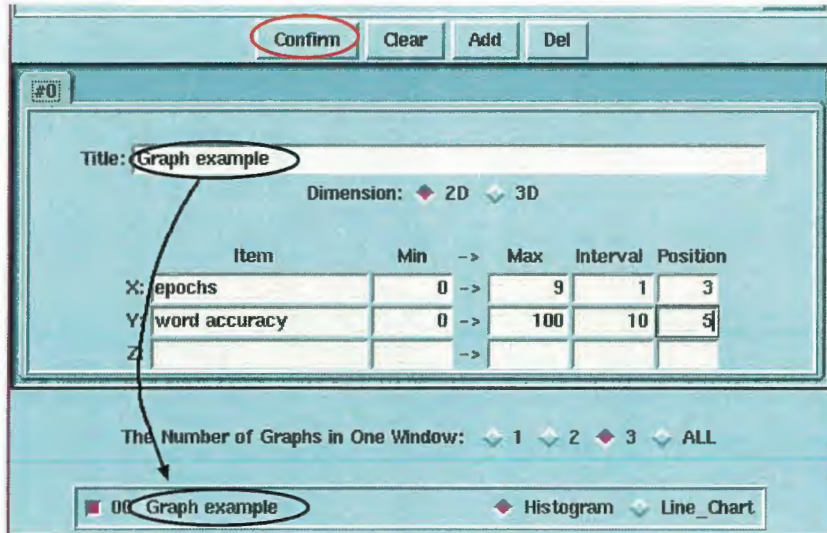 Confirm Clear Add Del
#0
Title: Graph example
Dimension: 2D 3D
Item Min -> Max Interval Position
X: epochs 0 -> 9 1 3
Y: word accuracy 0 -> 100 10 5
Z: ->
The Number of Graphs in One Window: 1 2 3 ALL
00 Graph example Histogram Line_Chart